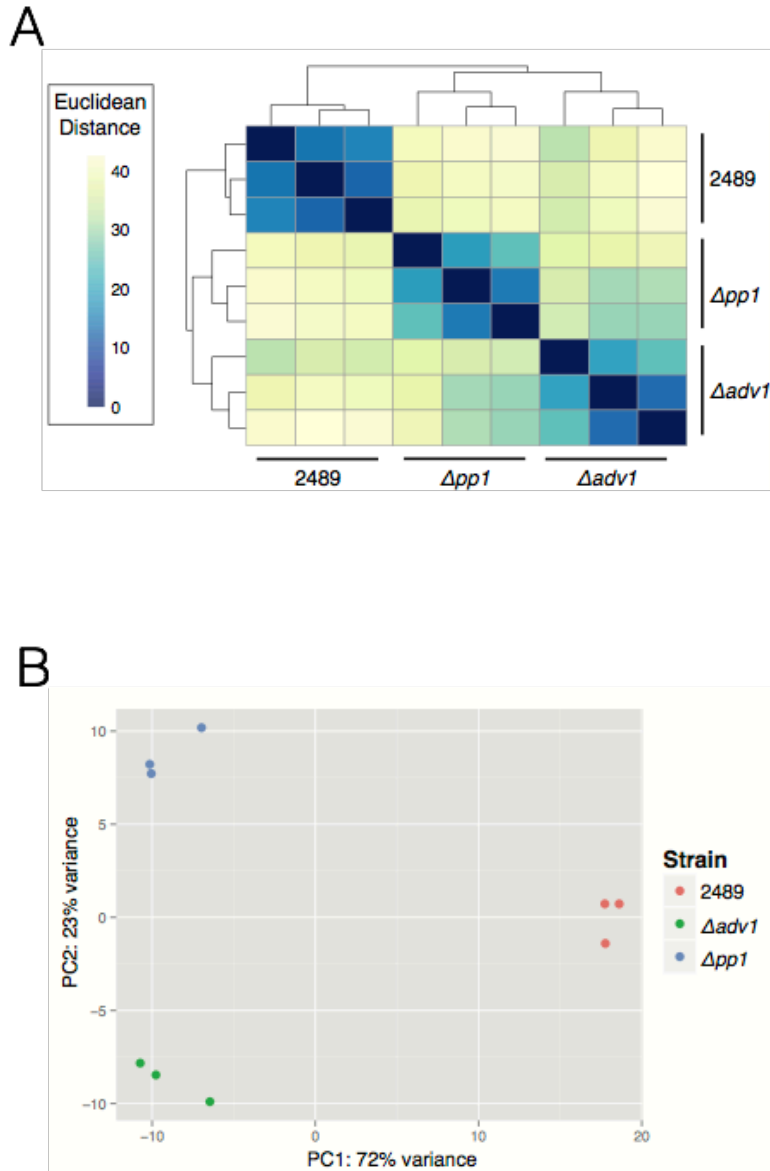 A
Euclidean
Distance
40
30
20
10
0
2489
Δpp1
Δadv1
2489
Δpp1
Δadv1
B
10
5
0
−5
−10
PC2: 23% variance
−10
0
10
20
PC1: 72% variance
Strain
2489
Δadv1
Δpp1